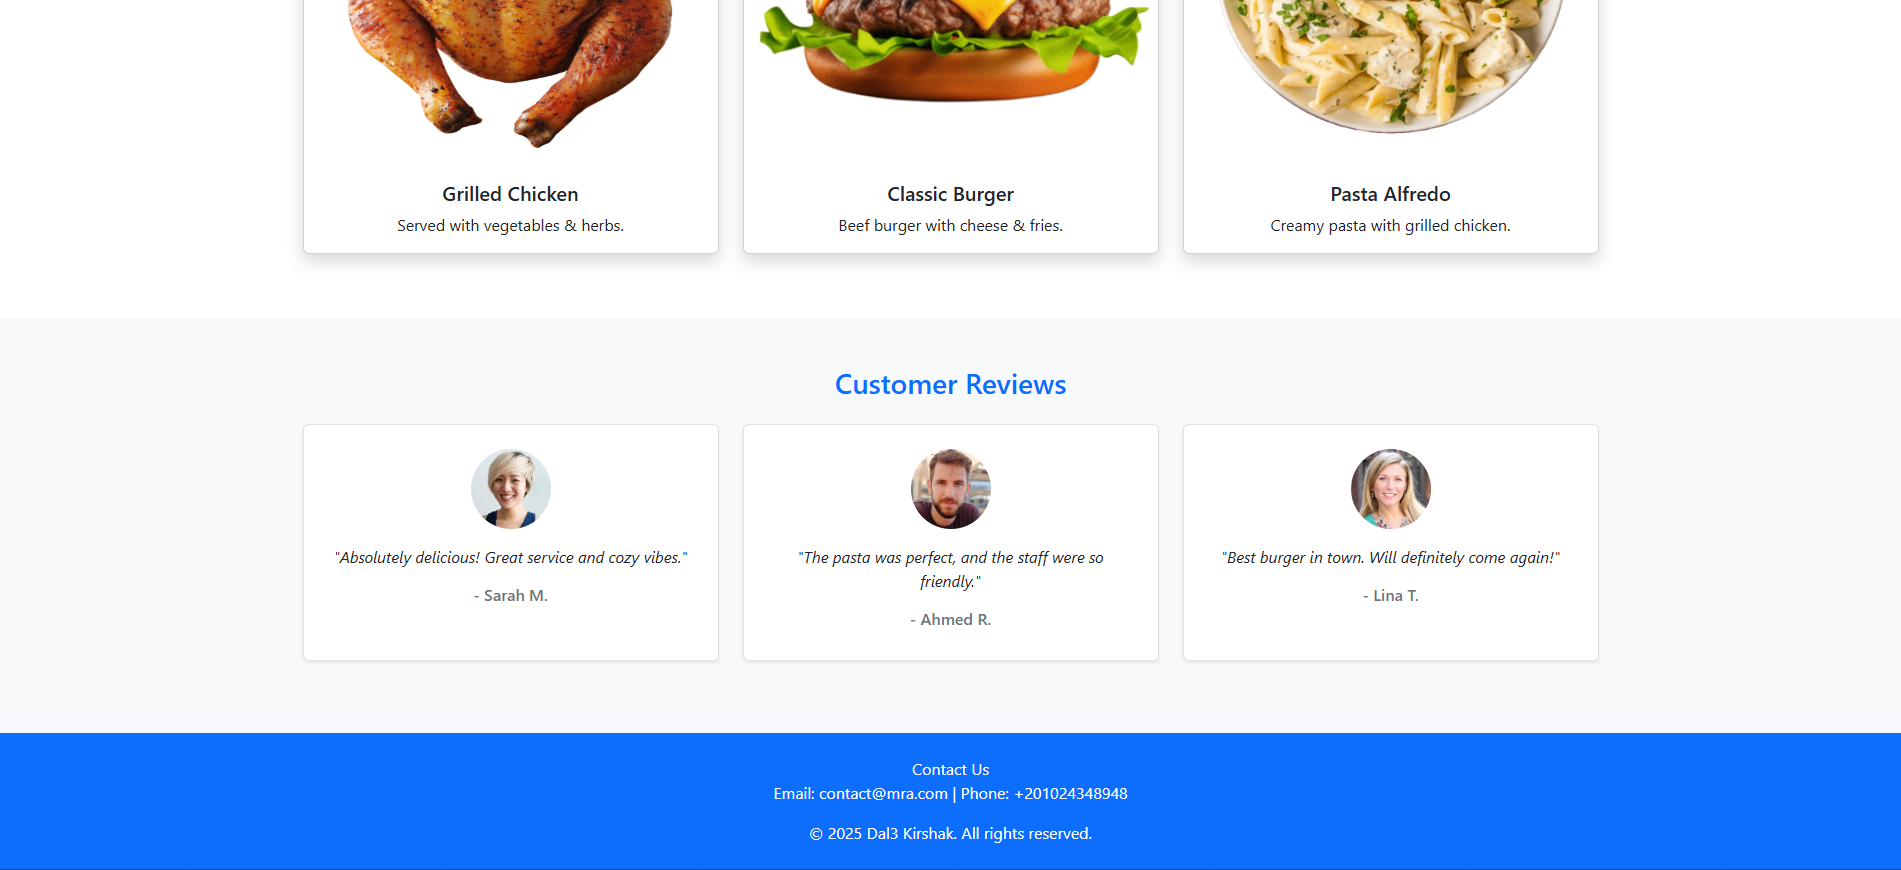 Grilled Chicken
Served with vegetables & herbs.
Classic Burger
Beef burger with cheese & fries.
Pasta Alfredo
Creamy pasta with grilled chicken.
Customer Reviews
"Absolutely delicious! Great service and cozy vibes."
- Sarah M.
"The pasta was perfect, and the staff were so
friendly."
- Ahmed R.
"Best burger in town. Will definitely come again!"
- Lina T.
Contact Us
Email: contact@mra.com | Phone: +201024348948
© 2025 Dal3 Kirshak. All rights reserved.